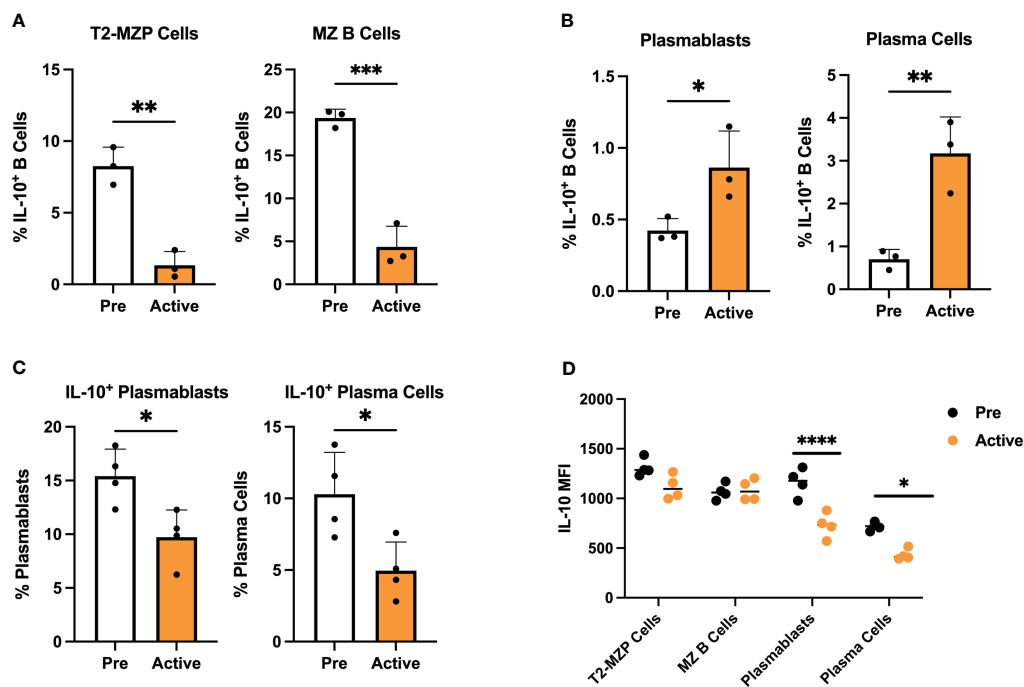 A
T2-MZP Cells
% IL-10⁺ B Cells
15
10
5
0
**
Pre
Active
MZ B Cells
% IL-10⁺ B Cells
25
20
15
10
5
0
***
Pre
Active
B
Plasmablasts
% IL-10⁺ B Cells
1.5
1.0
0.5
0.0
*
Pre
Active
Plasma Cells
% IL-10⁺ B Cells
5
4
3
2
1
0
**
Pre
Active
C
IL-10⁺ Plasmablasts
% Plasmablasts
20
15
10
5
0
*
Pre
Active
IL-10⁺ Plasma Cells
% Plasma Cells
15
10
5
0
*
Pre
Active
D
IL-10 MFI
2000
1500
1000
500
0
****
*
T2-MZP Cells
MZ B Cells
Plasmablasts
Plasma Cells
Pre
Active